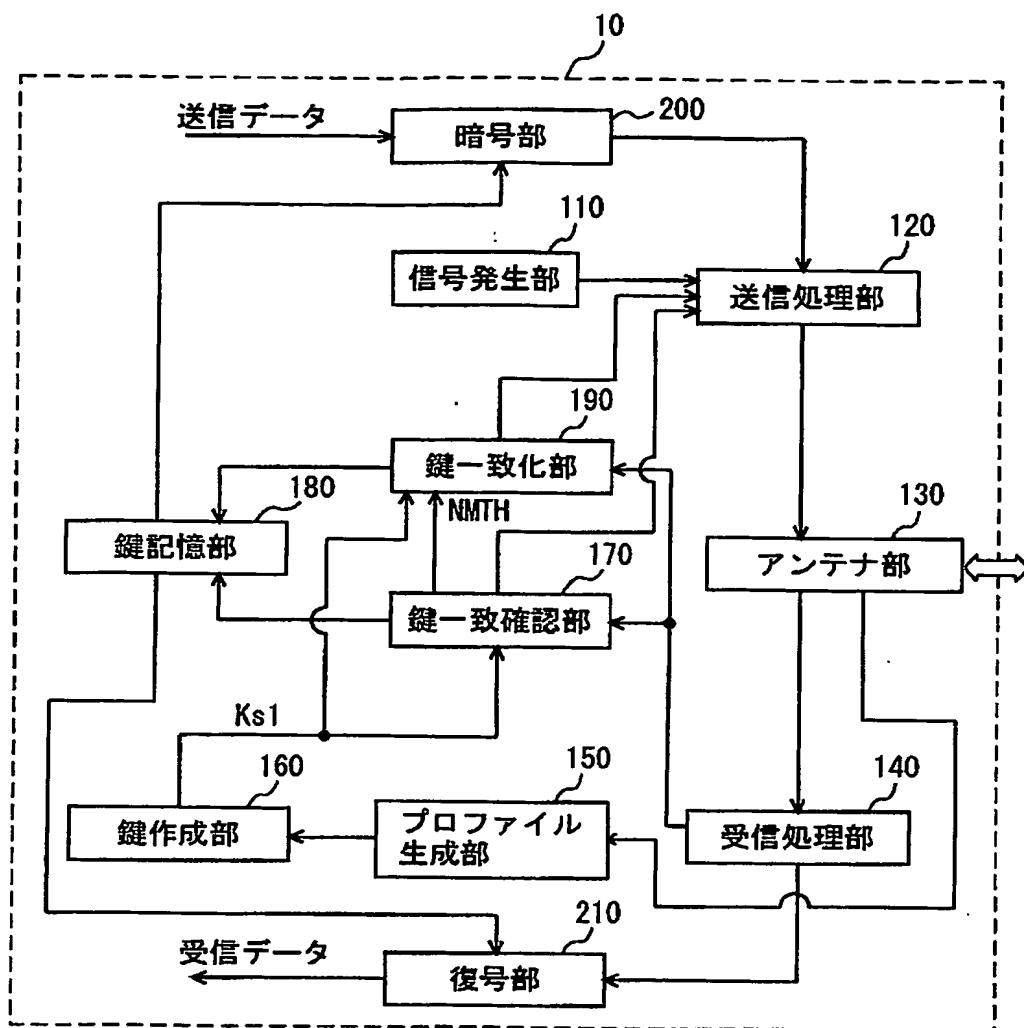 10
送信データ
200
暗号部
110
信号発生部
120
送信処理部
190
鍵一致化部
NMTH
180
鍵記憶部
130
アンテナ部
170
鍵一致確認部
Ks1
160
鍵作成部
150
プロファイル
生成部
140
受信処理部
210
受信データ
復号部